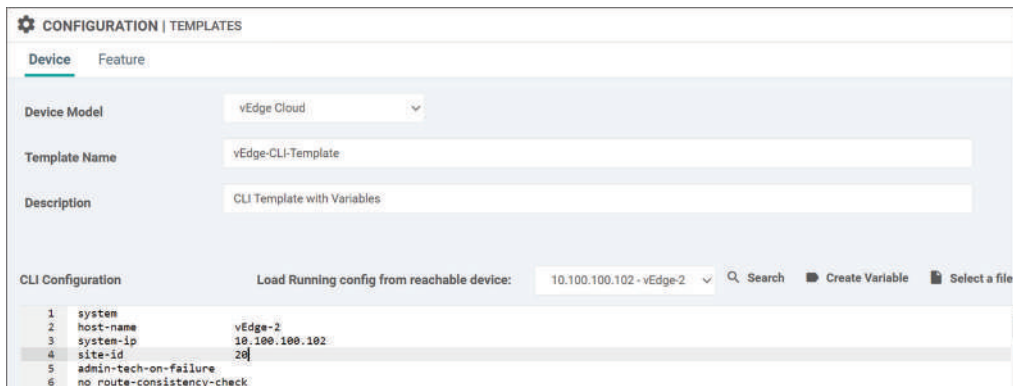 CONFIGURATION | TEMPLATES
Device Feature
Device Model vEdge Cloud
Template Name vEdge-CLI-Template
Description CLI Template with Variables
CLI Configuration Load Running config from reachable device: 10.100.100.102 - vEdge-2 Search Create Variable Select a file
1 system
2 host-name vEdge-2
3 system-ip 10.100.100.102
4 site-id 20
5 admin-tech-on-failure
6 no route-consistency-check